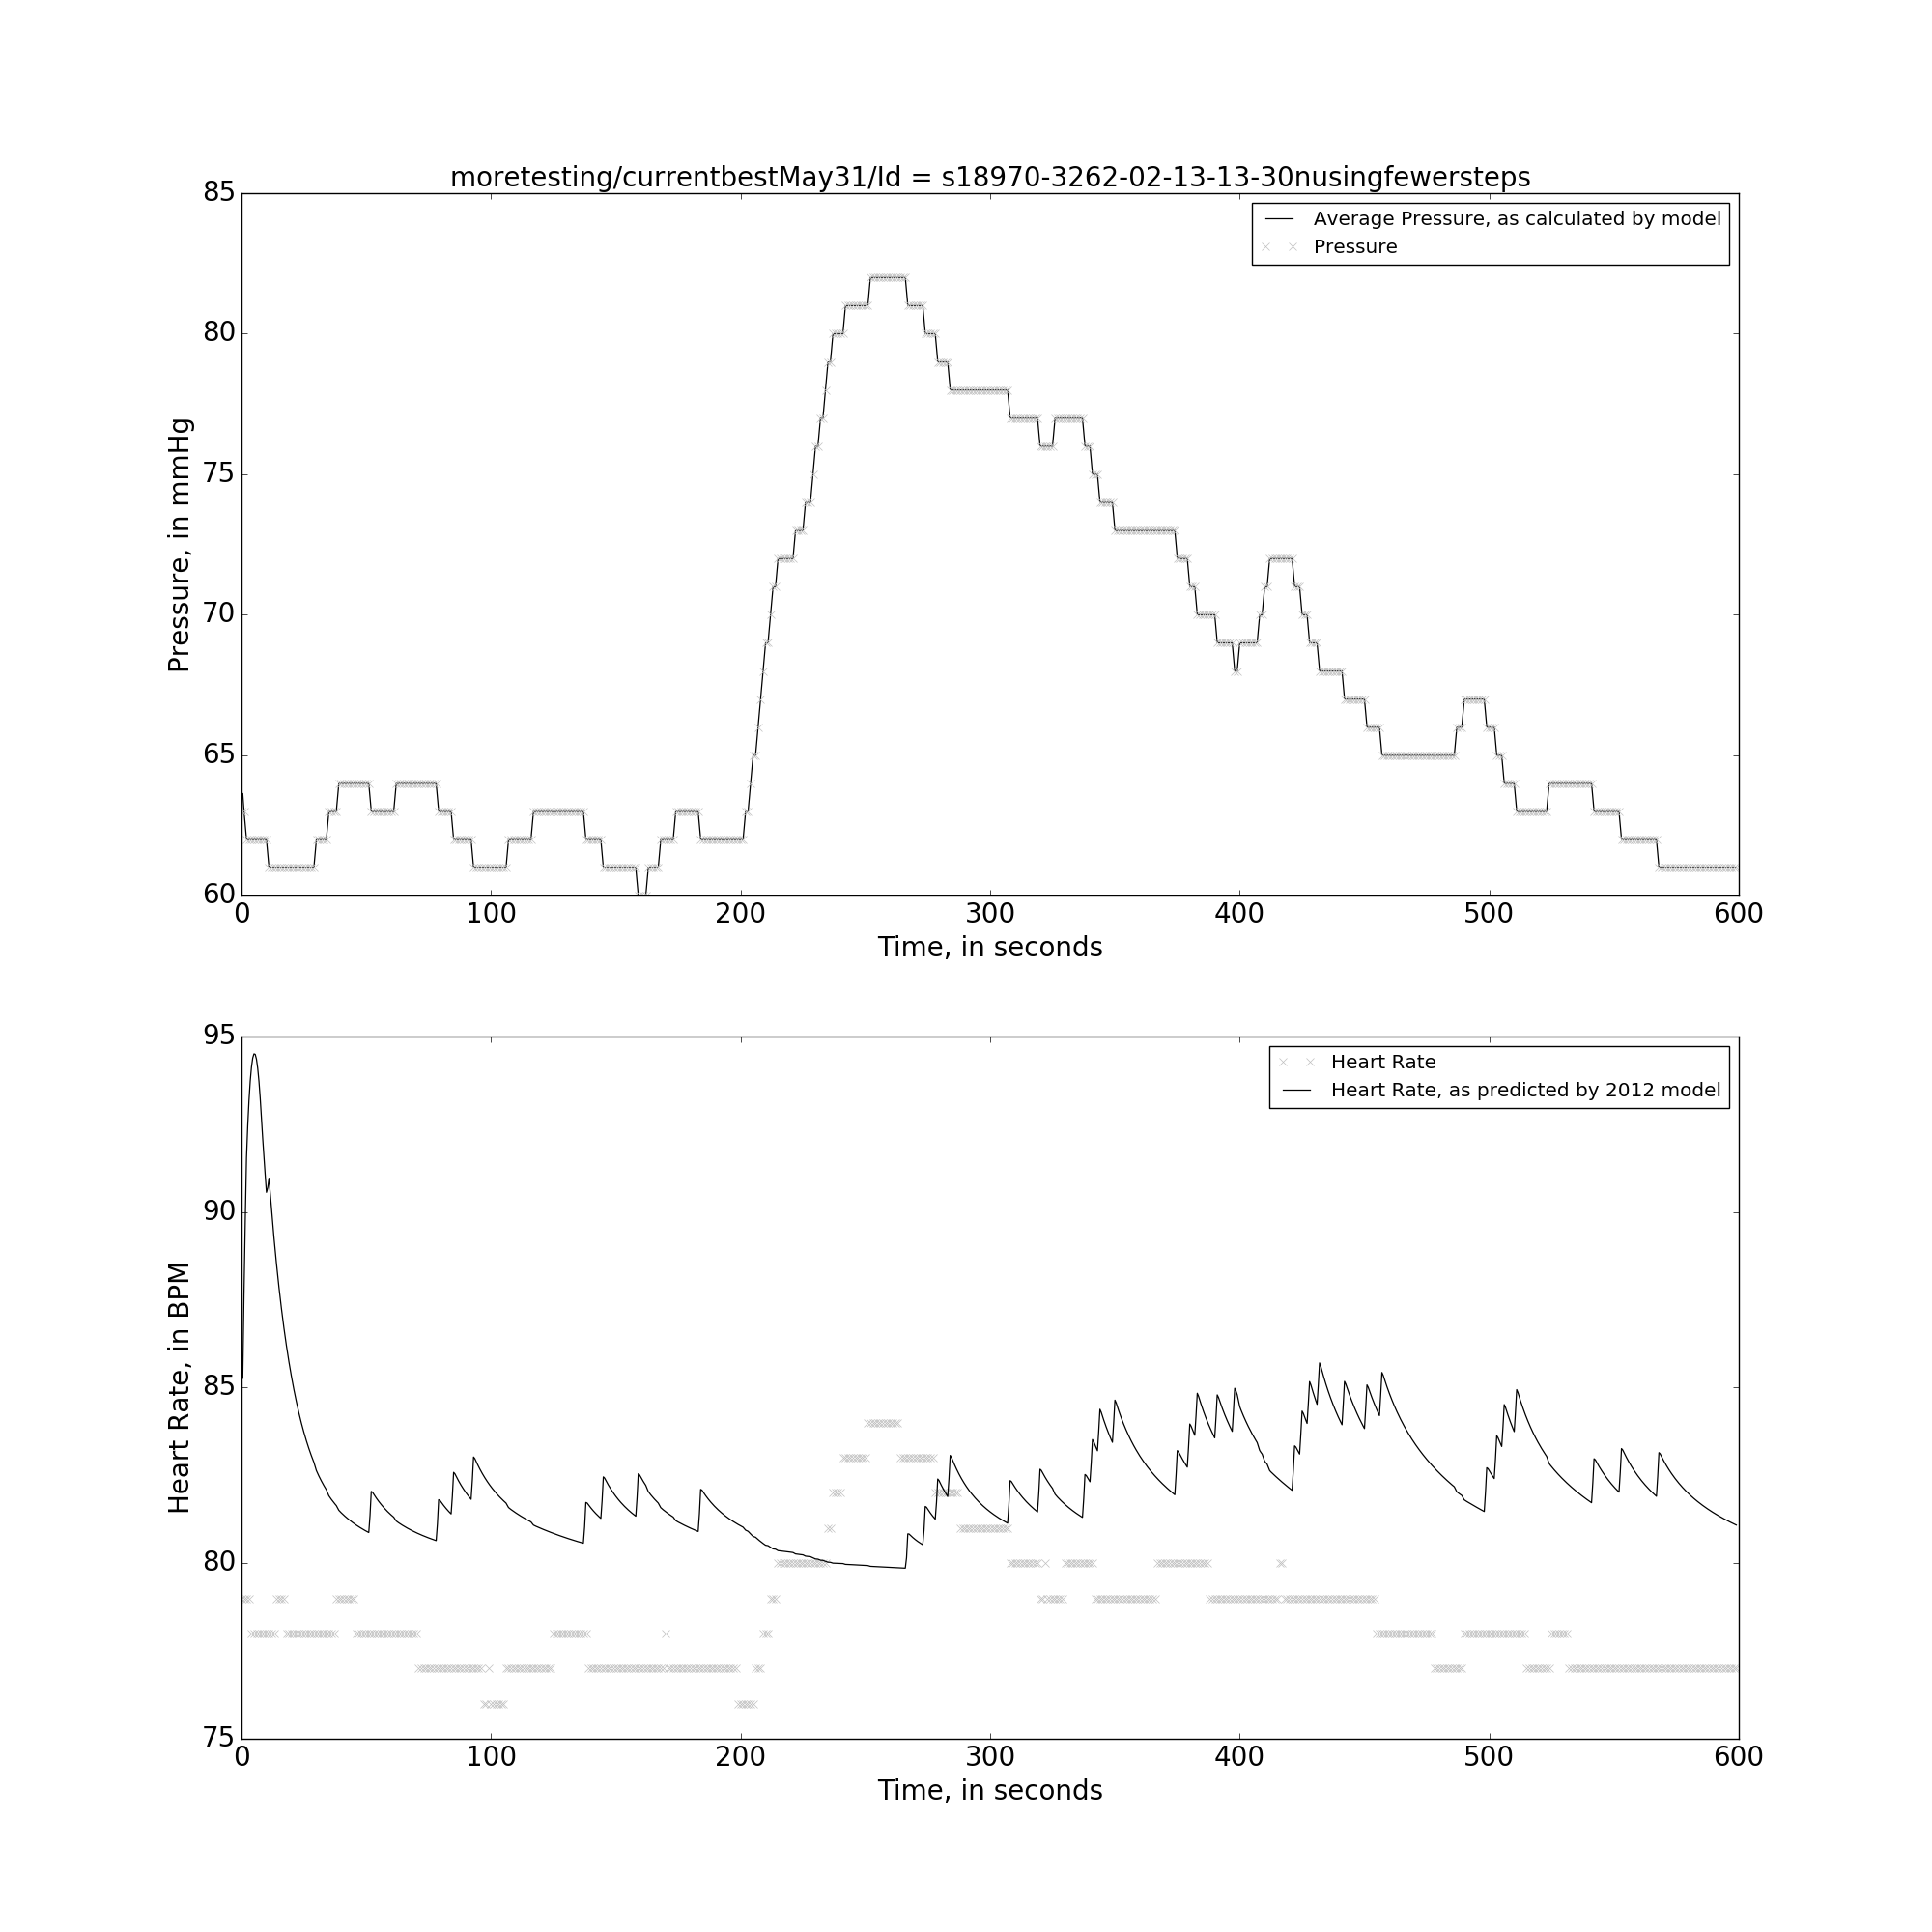 moretesting/currentbestMay31/Id = s18970-3262-02-13-13-30nusingfewersteps
85
80
75
70
65
60
Pressure, in mmHg
Average Pressure, as calculated by model
Pressure
0 100 200 300 400 500 600
Time, in seconds
95
90
85
80
75
Heart Rate, in BPM
Heart Rate
Heart Rate, as predicted by 2012 model
0 100 200 300 400 500 600
Time, in seconds